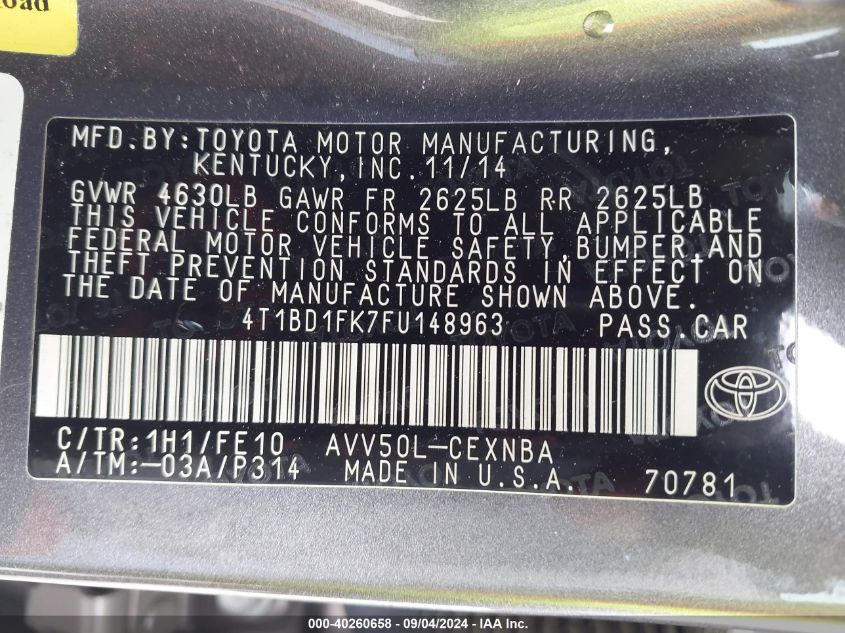 oad
MFD.BY:TOYOTA MOTOR MANUFACTURING,
KENTUCKY,INC.11/14
GVWR 4630LB GAWR FR 2625LB RR 2625LB
THIS VEHICLE CONFORMS TO ALL APPLICABLE
FEDERAL MOTOR VEHICLE SAFETY,BUMPER,AND
THEFT PREVENTION STANDARDS IN EFFECT ON
THE DATE OF MANUFACTURE SHOWN ABOVE.
4T1BD1FK7FU148963 PASS.CAR
C/TR:1H1/FE10 AVV50L-CEXNBA
A/TM:-03A/P314 MADE IN U.S.A. 70781
000-40260658 - 09/04/2024 - IAA Inc.